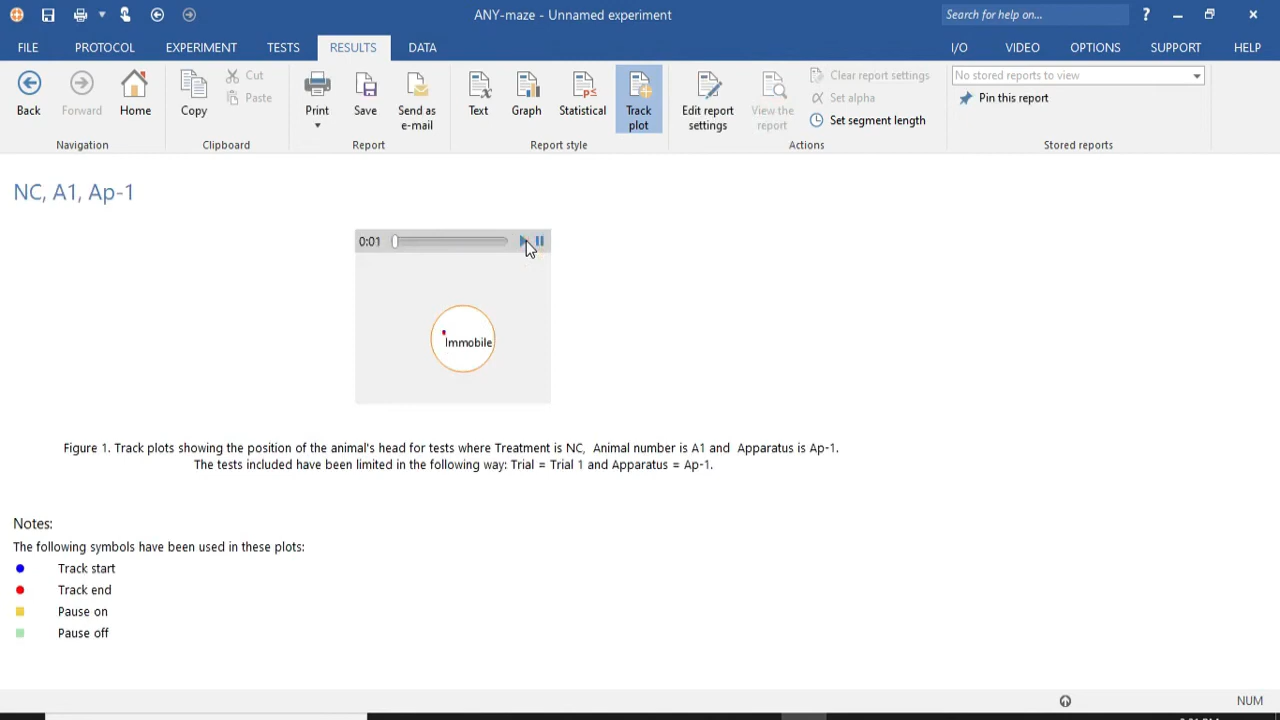 ANY-maze - Unnamed experiment
Search for help on...
?
FILE PROTOCOL EXPERIMENT TESTS RESULTS DATA I/O VIDEO OPTIONS SUPPORT HELP
Back
Forward
Home
Navigation
Copy
Cut
Paste
Clipboard
Print
Save
Send as
e-mail
Report
Text
Graph
Statistical
Track
plot
Report style
Edit report
settings
View the
report
Clear report settings
Set alpha
Set segment length
Actions
No stored reports to view
Pin this report
Stored reports
NC, A1, Ap-1
0:01
Immobile
Figure 1. Track plots showing the position of the animal's head for tests where Treatment is NC, Animal number is A1 and Apparatus is Ap-1.
The tests included have been limited in the following way: Trial = Trial 1 and Apparatus = Ap-1.
Notes:
The following symbols have been used in these plots:
Track start
Track end
Pause on
Pause off
NUM